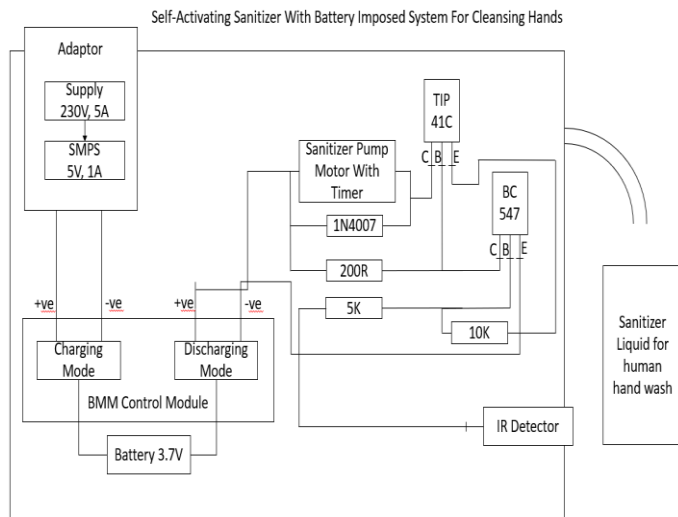 Self-Activating Sanitizer With Battery Imposed System For Cleansing Hands
Adaptor
Supply
230V, 5A
SMPS
5V, 1A
TIP
41C
C B E
Sanitizer Pump
Motor With
Timer
1N4007
BC
547
C B E
200R
5K
10K
+ve
-ve
+ve
-ve
Charging
Mode
Discharging
Mode
BMM Control Module
Battery 3.7V
IR Detector
Sanitizer
Liquid for
human
hand wash